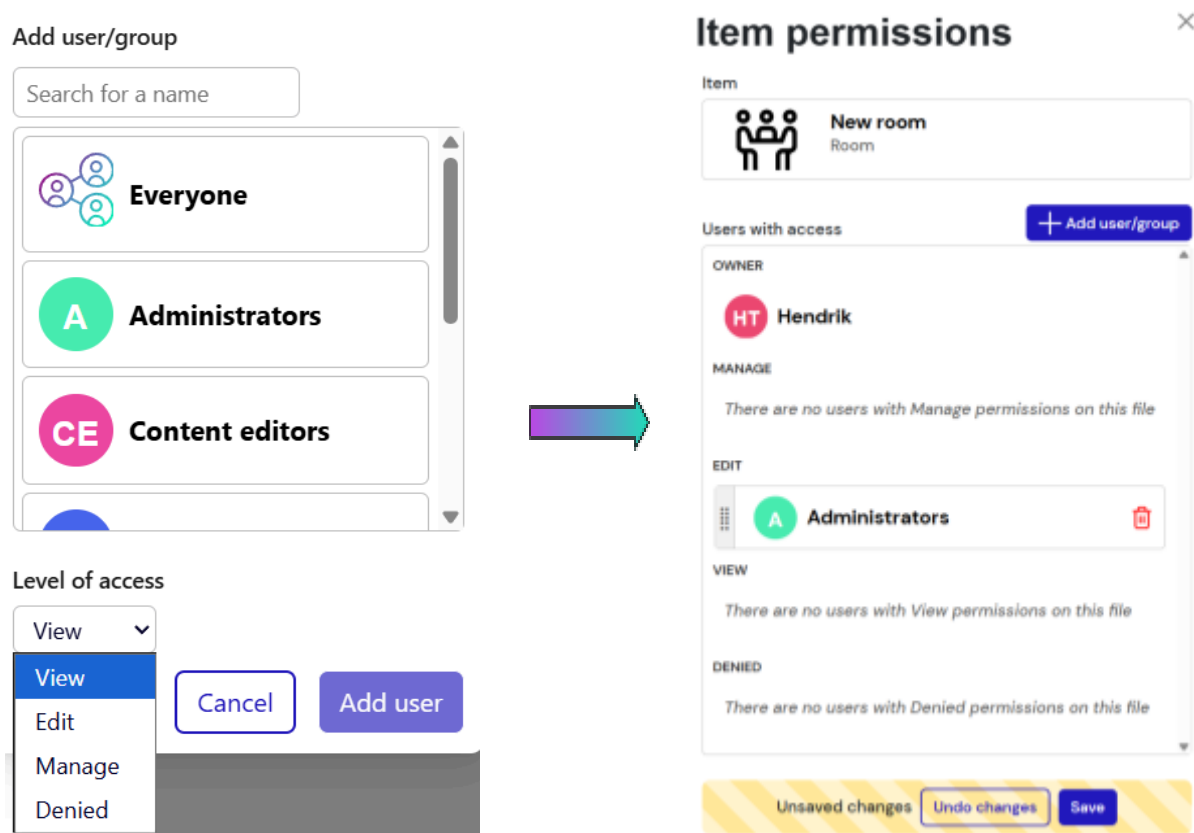 Add user/group
Search for a name
Everyone
A
Administrators
CE
Content editors
Level of access
View
View
Edit
Manage
Denied
Cancel
Add user
Item permissions
Item
New room
Room
Users with access
Add user/group
OWNER
HT
Hendrik
MANAGE
There are no users with Manage permissions on this file
EDIT
A
Administrators
VIEW
There are no users with View permissions on this file
DENIED
There are no users with Denied permissions on this file
Unsaved changes
Undo changes
Save